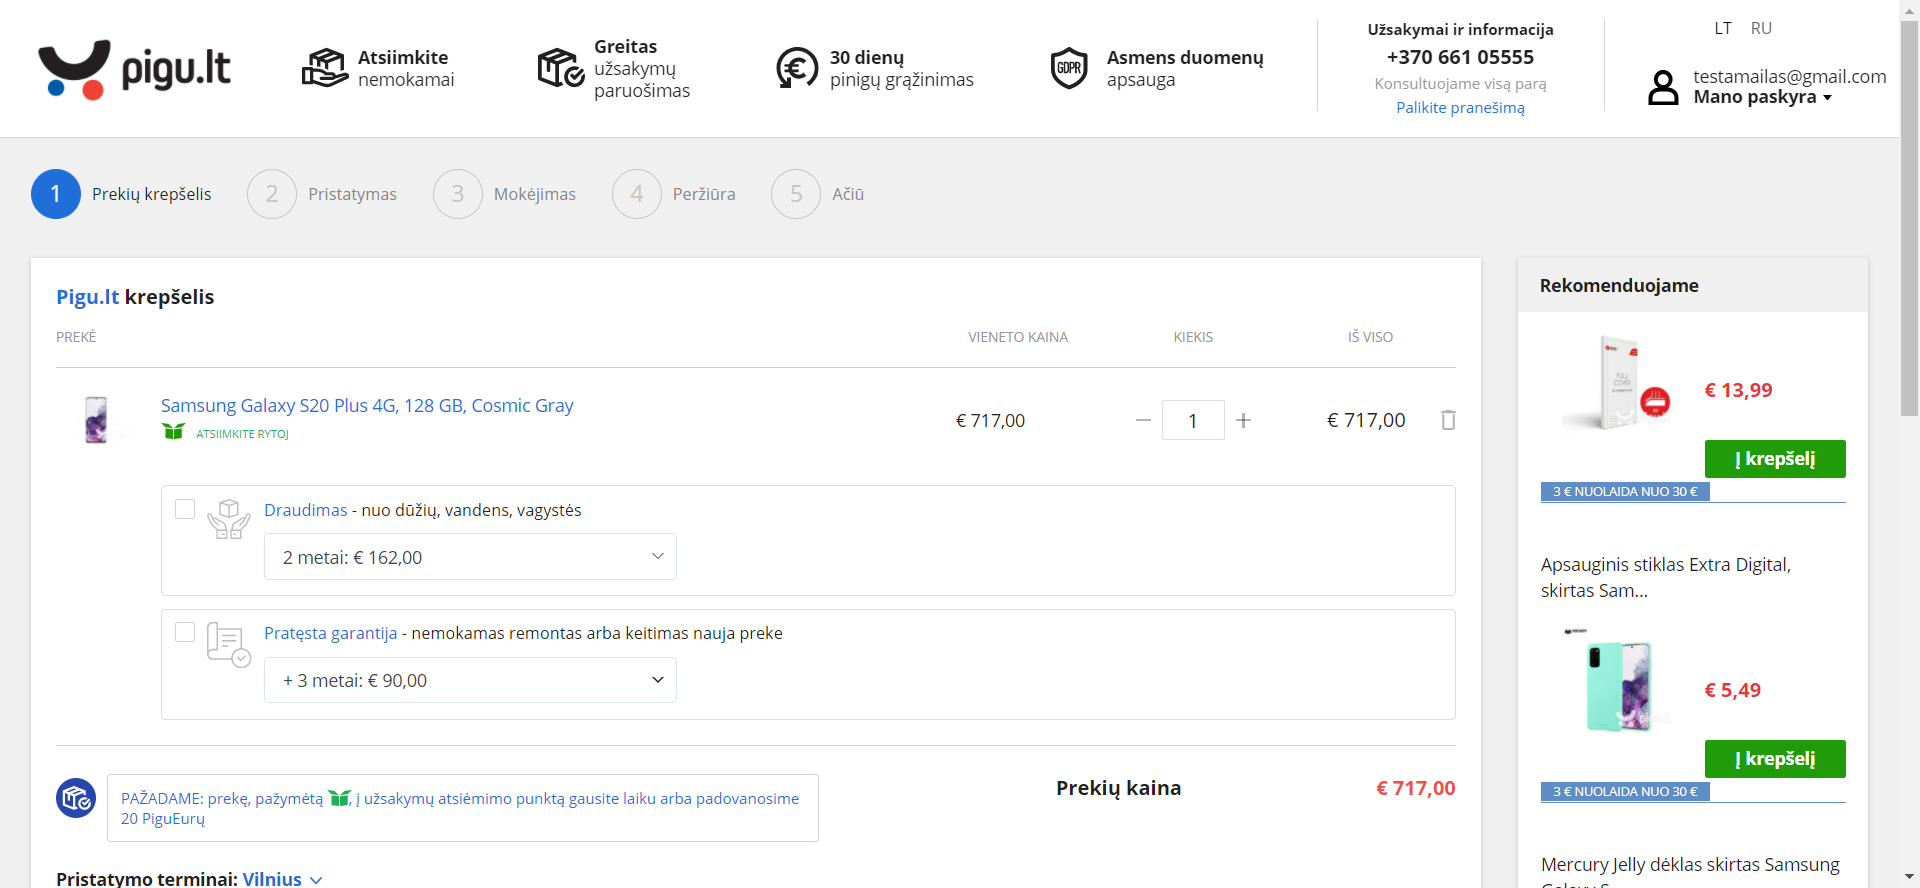 pigu.lt
Atsiimkite
nemokamai
Greitas
užsakymų
paruošimas
30 dienų
pinigų grąžinimas
GDPR
Asmens duomenų
apsauga
Užsakymai ir informacija
+370 661 05555
Konsultuojame visą parą
Palikite pranešimą
LT RU
testamailas@gmail.com
Mano paskyra
1 Prekių krepšelis 2 Pristatymas 3 Mokėjimas 4 Peržiūra 5 Ačiū
Pigu.lt krepšelis
PREKĖ VIENETO KAINA KIEKIS IŠ VISO
Samsung Galaxy S20 Plus 4G, 128 GB, Cosmic Gray
ATSIIMKITE RYTOJ
€ 717,00 1 € 717,00
Draudimas - nuo dūžių, vandens, vagystės
2 metai: € 162,00
Pratęsta garantija - nemokamas remontas arba keitimas nauja preke
+ 3 metai: € 90,00
PAŽADAME: prekę, pažymėtą , į užsakymų atsiėmimo punktą gausite laiku arba padovanosime
20 PiguEurų
Prekių kaina € 717,00
Pristatymo terminai: Vilnius
Rekomenduojame
FULL
COVER
€ 13,99
Į krepšelį
3 € NUOLAIDA NUO 30 €
Apsauginis stiklas Extra Digital,
skirtas Sam...
€ 5,49
Į krepšelį
3 € NUOLAIDA NUO 30 €
Mercury Jelly dėklas skirtas Samsung
Galaxy S